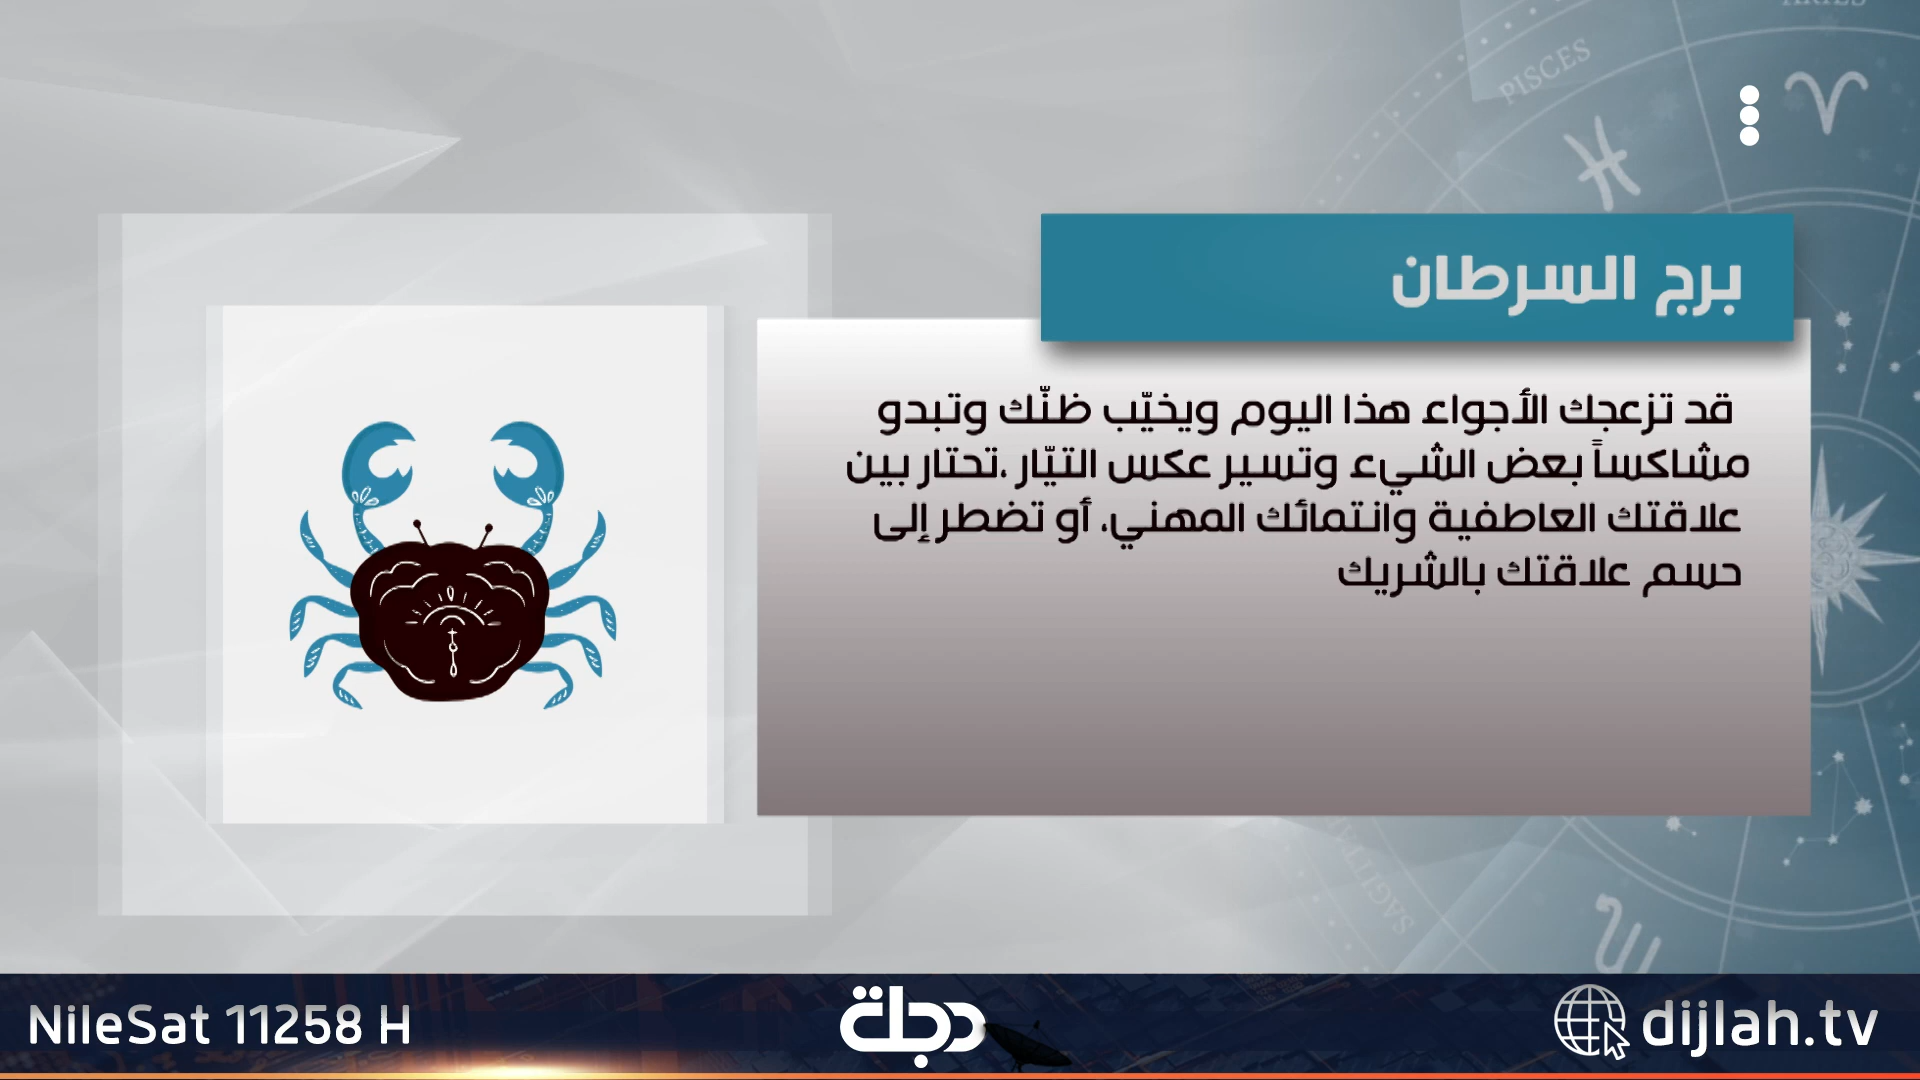 ARIES
PISCES
برج السرطان
قد تزعجك الأجواء هذا اليوم ويخيّب ظنّك وتبدو
مشاكساً بعض الشيء وتسير عكس التيّار ،تحتار بين
علاقتك العاطفية وانتمائك المهني، أو تضطر إلى
حسم علاقتك بالشريك
NileSat 11258 H
دجلة
dijlah.tv